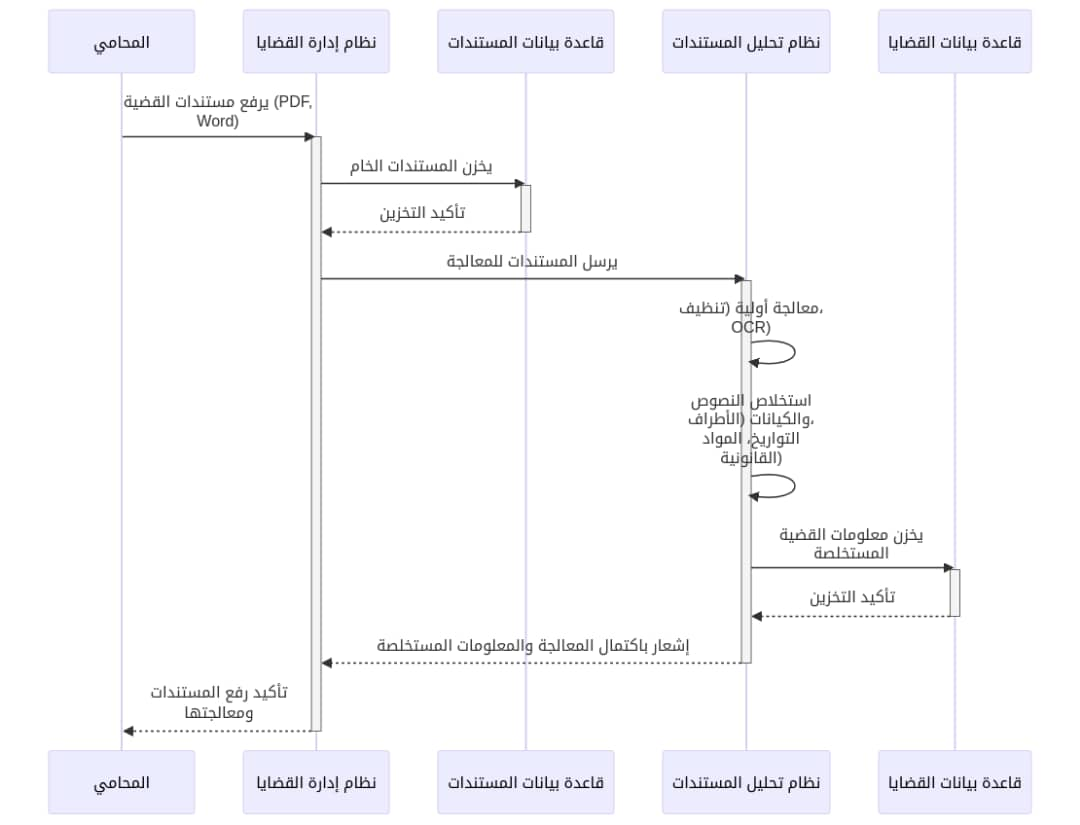 المحامي
نظام إدارة القضايا
قاعدة بيانات المستندات
نظام تحليل المستندات
قاعدة بيانات القضايا
يرفع مستندات القضية (PDF,
Word)
يخزن المستندات الخام
تأكيد التخزين
يرسل المستندات للمعالجة
معالجة أولية (تنظيف،
OCR)
استخلاص النصوص
والكيانات (الأطراف،
التواريخ، المواد
القانونية)
يخزن معلومات القضية
المستخلصة
تأكيد التخزين
إشعار باكتمال المعالجة والمعلومات المستخلصة
تأكيد رفع المستندات
ومعالجتها
المحامي
نظام إدارة القضايا
قاعدة بيانات المستندات
نظام تحليل المستندات
قاعدة بيانات القضايا